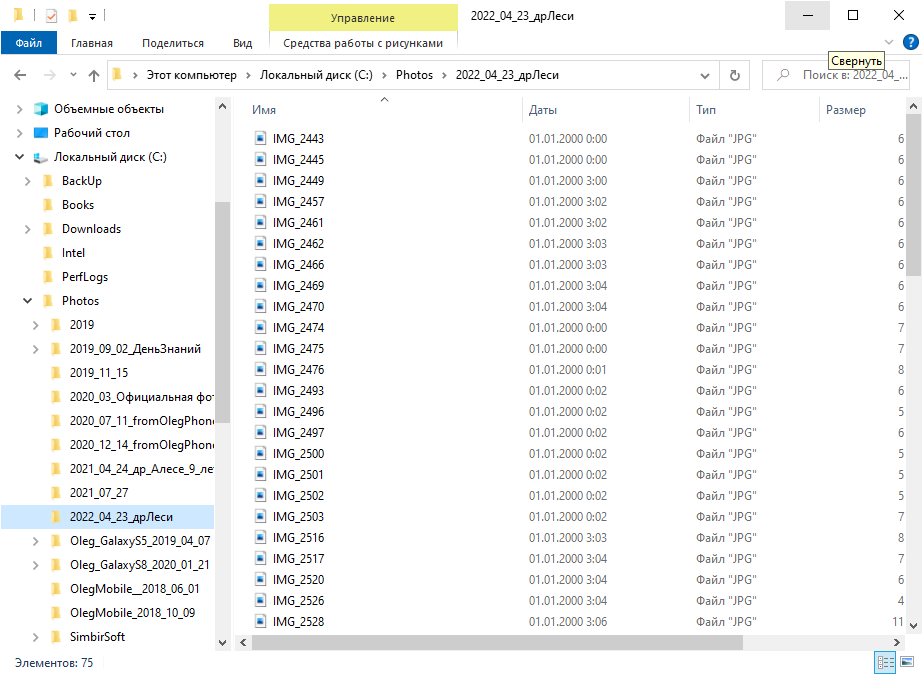 Управление
2022_04_23_дрЛеси
Файл
Главная
Поделиться
Вид
Средства работы с рисунками
?
Свернуть
Этот компьютер > Локальный диск (C:) > Photos > 2022_04_23_дрЛеси
Поиск в: 2022_04_...
Объемные объекты
Рабочий стол
Локальный диск (C:)
BackUp
Books
Downloads
Intel
PerfLogs
Photos
2019
2019_09_02_ДеньЗнаний
2019_11_15
2020_03_Официальная фот
2020_07_11_fromOlegPhone
2020_12_14_fromOlegPhone
2021_04_24_др_Алесе_9_лет
2021_07_27
2022_04_23_дрЛеси
Oleg_GalaxyS5_2019_04_07
Oleg_GalaxyS8_2020_01_21
OlegMobile__2018_06_01
OlegMobile_2018_10_09
SimbirSoft
Имя Даты Тип Размер
IMG_2443 01.01.2000 0:00 Файл "JPG" 6
IMG_2445 01.01.2000 0:00 Файл "JPG" 6
IMG_2449 01.01.2000 3:00 Файл "JPG" 6
IMG_2457 01.01.2000 3:02 Файл "JPG" 6
IMG_2461 01.01.2000 3:02 Файл "JPG" 6
IMG_2462 01.01.2000 3:03 Файл "JPG" 6
IMG_2466 01.01.2000 3:03 Файл "JPG" 6
IMG_2469 01.01.2000 3:04 Файл "JPG" 6
IMG_2470 01.01.2000 3:04 Файл "JPG" 6
IMG_2474 01.01.2000 0:00 Файл "JPG" 7
IMG_2475 01.01.2000 0:00 Файл "JPG" 7
IMG_2476 01.01.2000 0:01 Файл "JPG" 8
IMG_2493 01.01.2000 0:02 Файл "JPG" 6
IMG_2496 01.01.2000 0:02 Файл "JPG" 5
IMG_2497 01.01.2000 0:02 Файл "JPG" 6
IMG_2500 01.01.2000 0:02 Файл "JPG" 5
IMG_2501 01.01.2000 0:02 Файл "JPG" 5
IMG_2502 01.01.2000 0:02 Файл "JPG" 5
IMG_2503 01.01.2000 0:02 Файл "JPG" 7
IMG_2516 01.01.2000 3:03 Файл "JPG" 8
IMG_2517 01.01.2000 3:04 Файл "JPG" 7
IMG_2520 01.01.2000 3:04 Файл "JPG" 6
IMG_2526 01.01.2000 3:04 Файл "JPG" 4
IMG_2528 01.01.2000 3:06 Файл "JPG" 11
Элементов: 75